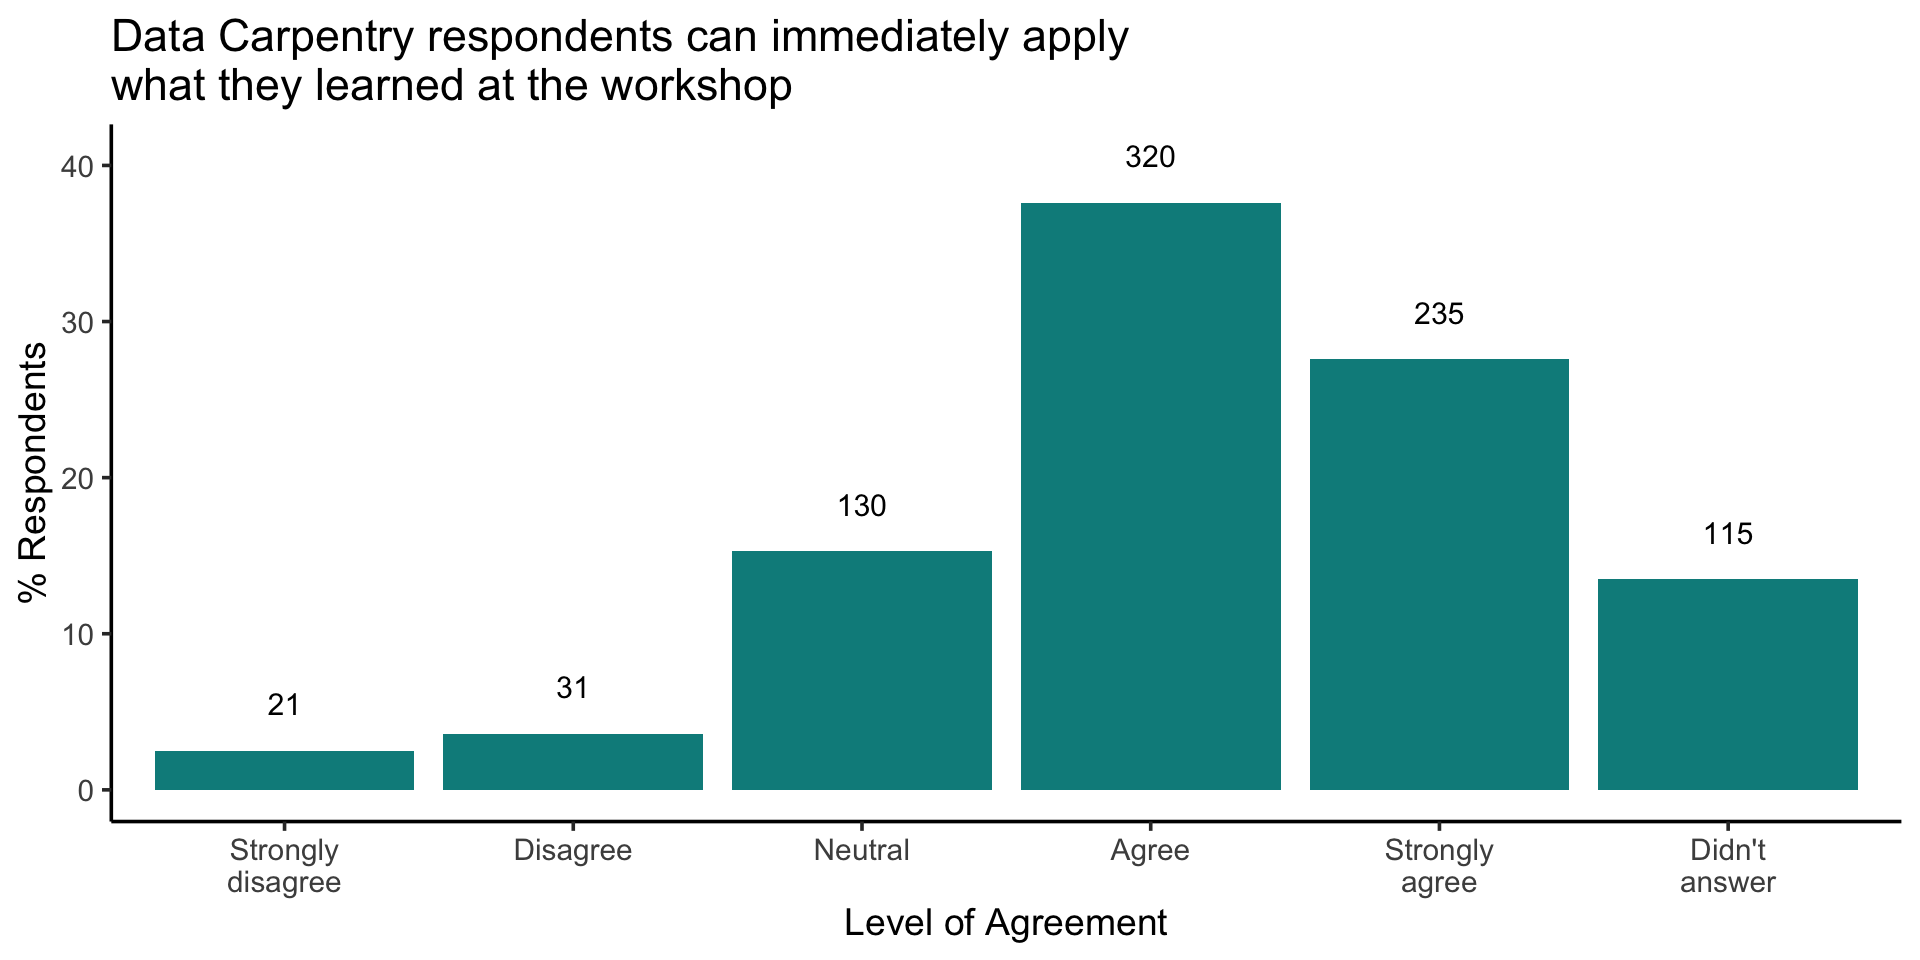 Data Carpentry respondents can immediately apply
what they learned at the workshop
% Respondents
40
30
20
10
0
21
31
130
320
235
115
Strongly
disagree
Disagree
Neutral
Agree
Strongly
agree
Didn't
answer
Level of Agreement